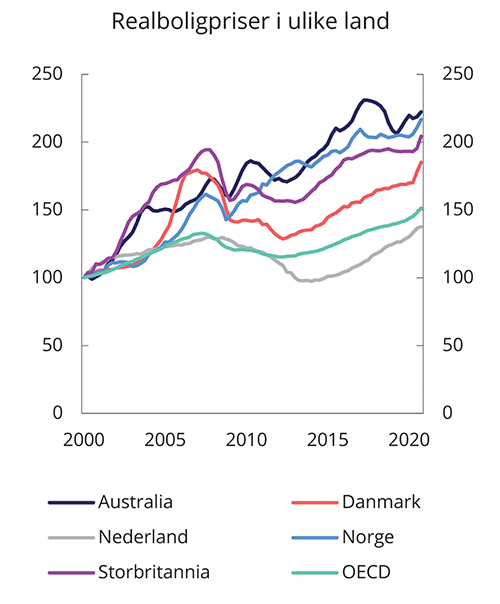 Realboligpriser i ulike land
250 250
200 200
150 150
100 100
50 50
0 0
2000 2005 2010 2015 2020
Australia Danmark
Nederland Norge
Storbritannia OECD